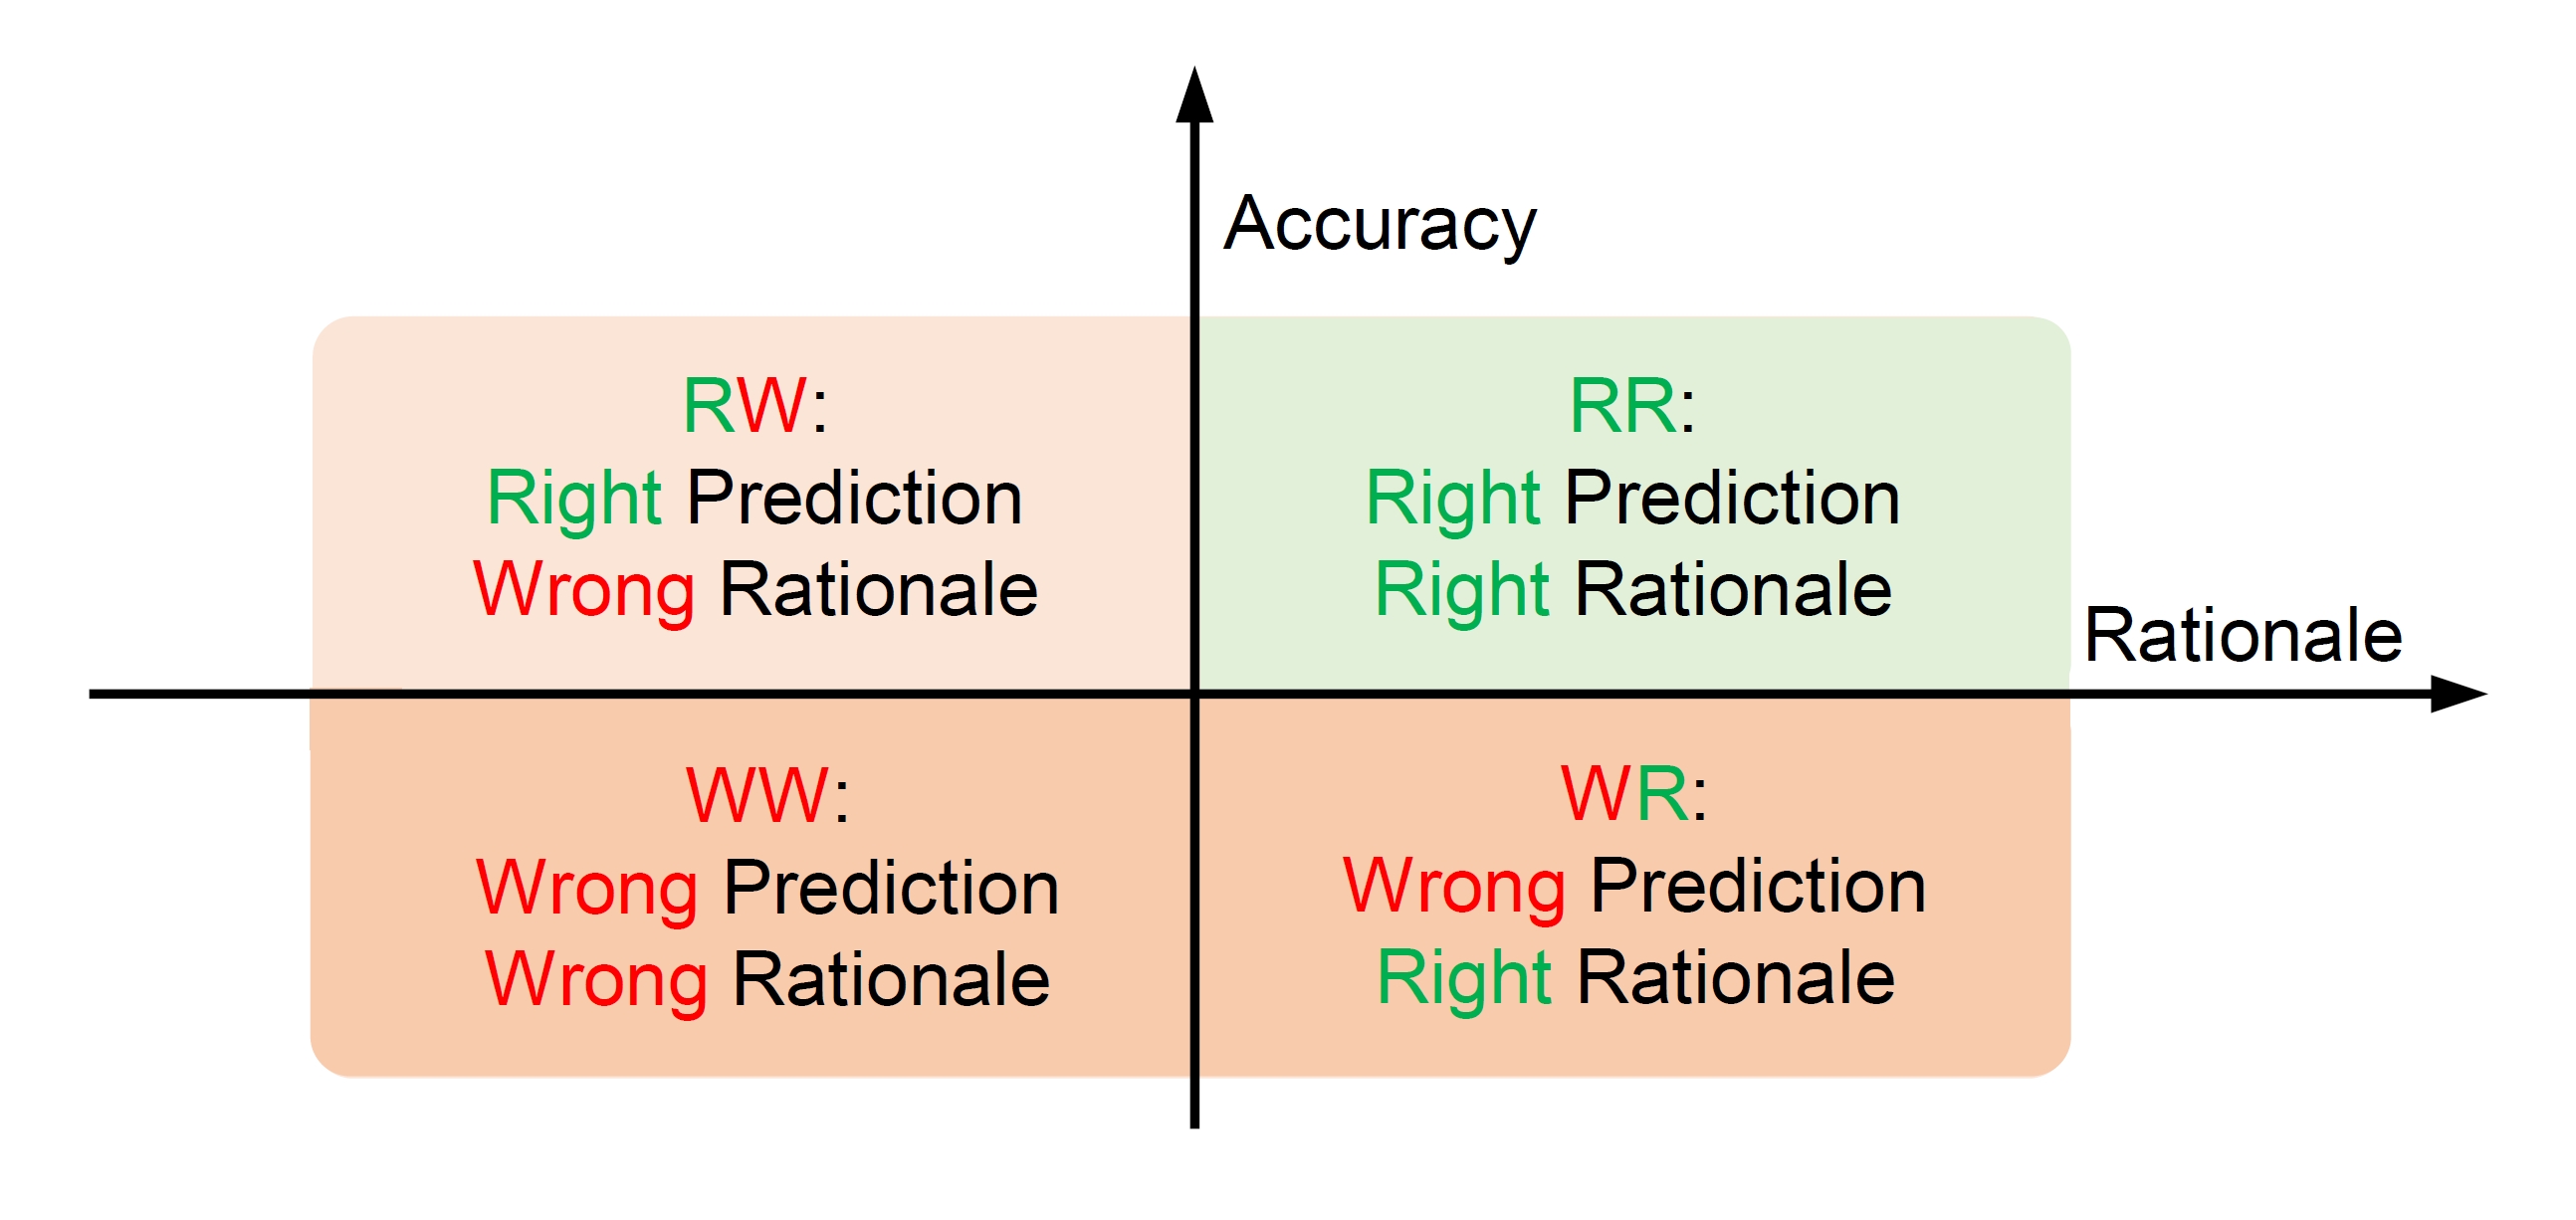 Accuracy
RW:
Right Prediction
Wrong Rationale
RR:
Right Prediction
Right Rationale
Rationale
WW:
Wrong Prediction
Wrong Rationale
WR:
Wrong Prediction
Right Rationale